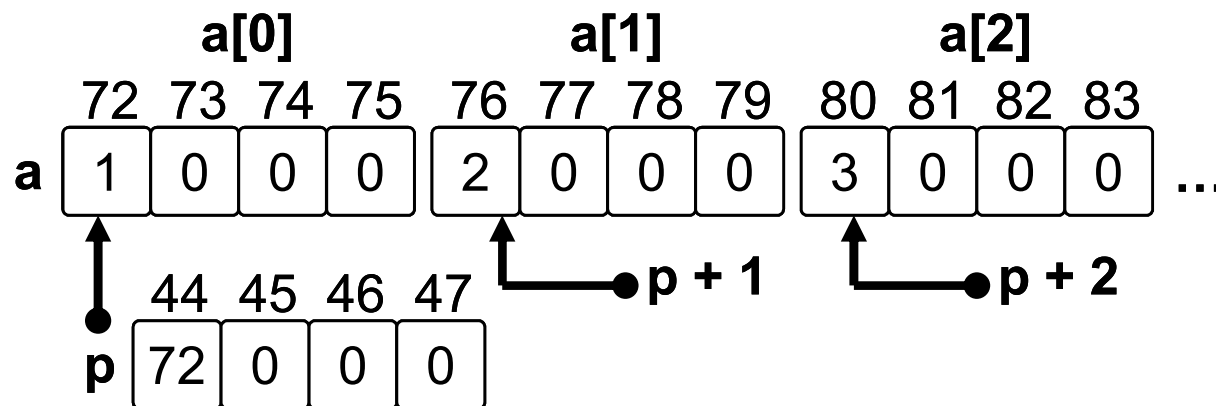 a[0] a[1] a[2]
72 73 74 75 76 77 78 79 80 81 82 83
a 1 0 0 0 2 0 0 0 3 0 0 0 ...
p + 1 p + 2
44 45 46 47
p 72 0 0 0